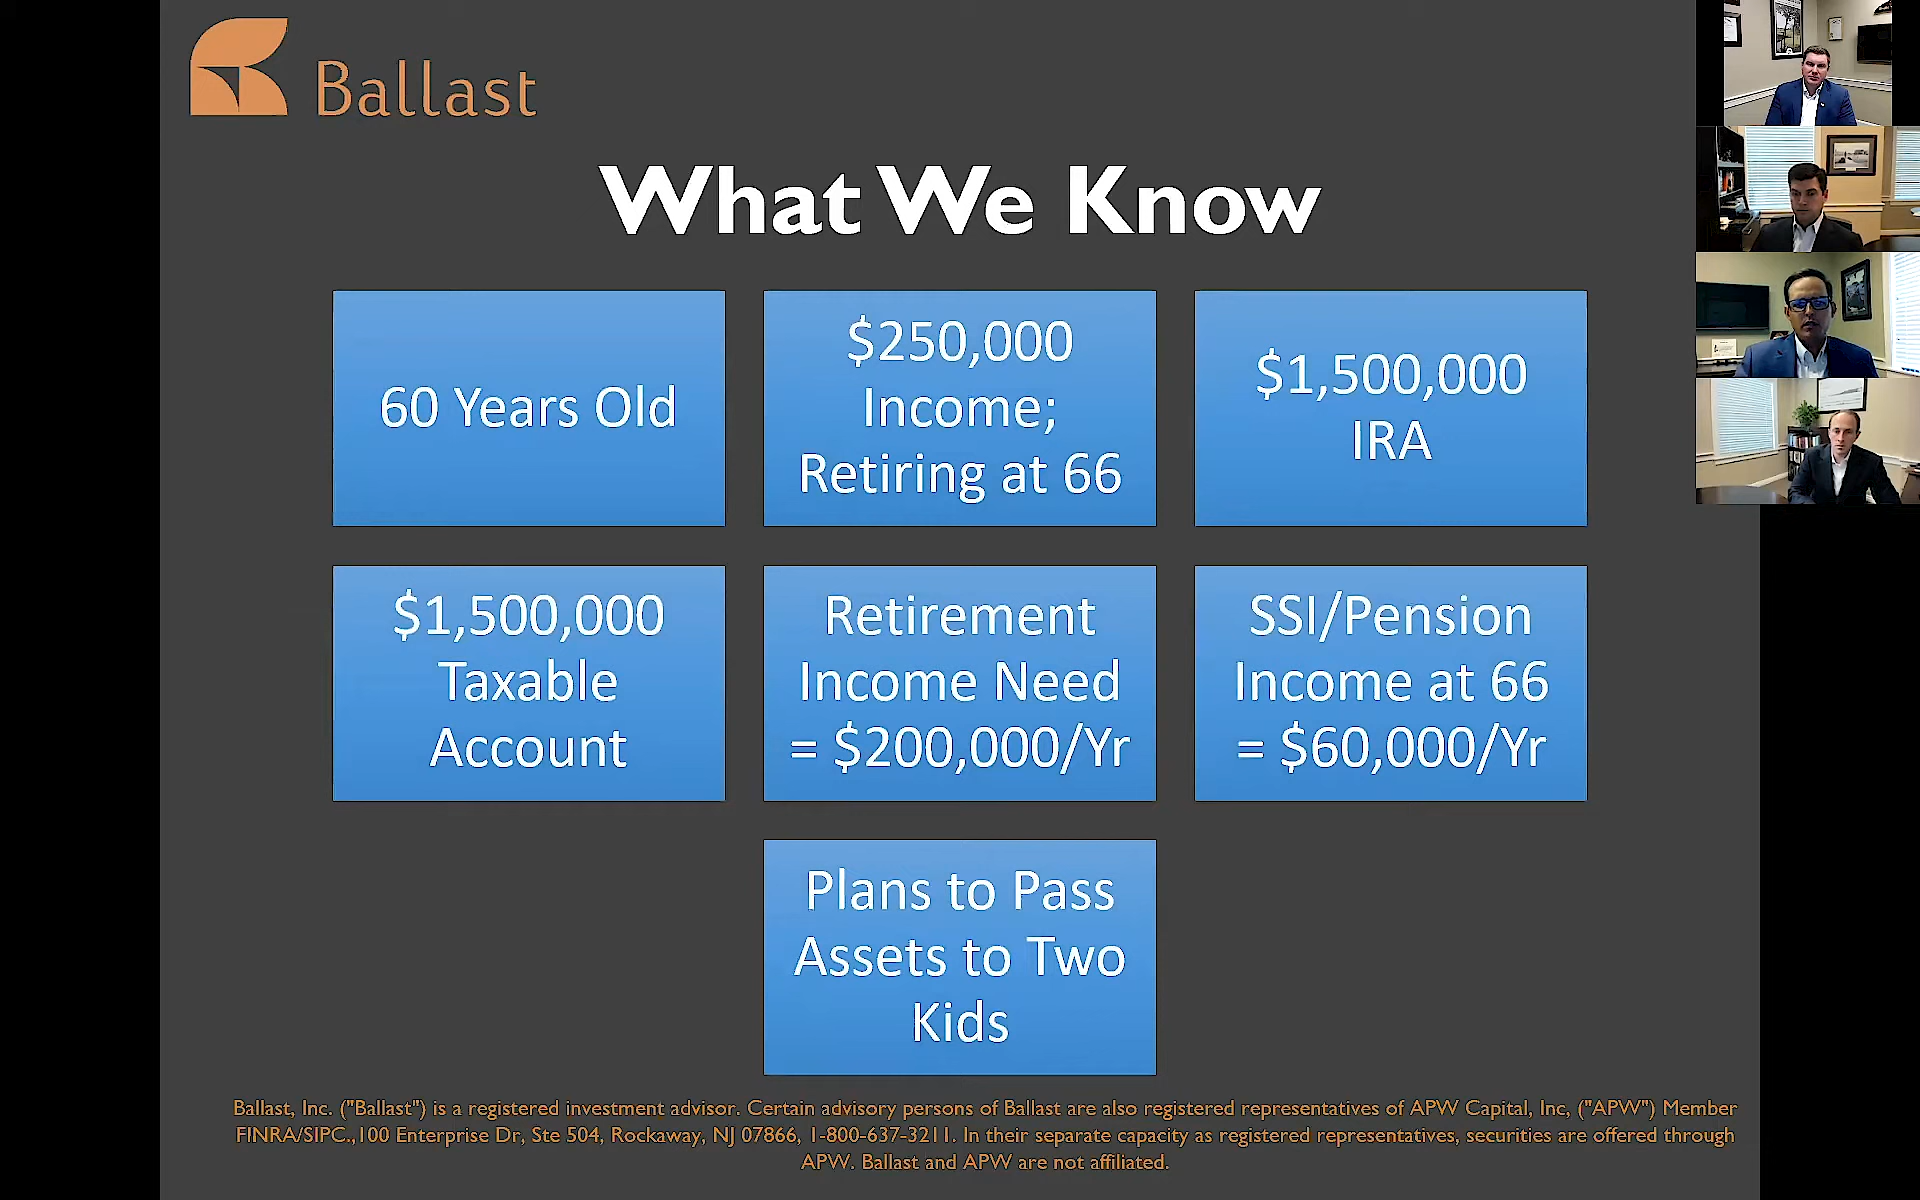 Ballast
What We Know
60 Years Old
$250,000
Income;
Retiring at 66
$1,500,000
IRA
$1,500,000
Taxable
Account
Retirement
Income Need
= $200,000/Yr
SSI/Pension
Income at 66
= $60,000/Yr
Plans to Pass
Assets to Two
Kids
Ballast, Inc. ("Ballast") is a registered investment advisor. Certain advisory persons of Ballast are also registered representatives of APW Capital, Inc, ("APW") Member
FINRA/SIPC.,100 Enterprise Dr, Ste 504, Rockaway, NJ 07866, 1-800-637-3211. In their separate capacity as registered representatives, securities are offered through
APW. Ballast and APW are not affiliated.